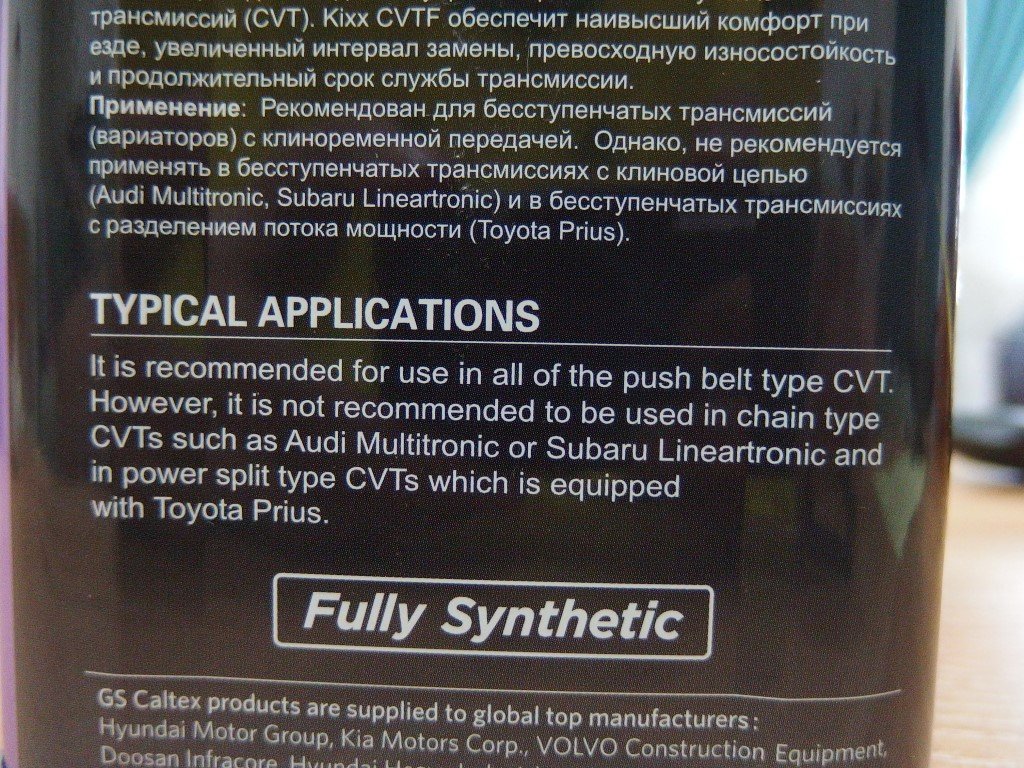 трансмиссий (CVT). Kixx CVTF обеспечит наивысший комфорт при
езде, увеличенный интервал замены, превосходную износостойкость
и продолжительный срок службы трансмиссии.
Применение: Рекомендован для бесступенчатых трансмиссий
(вариаторов) с клиноременной передачей. Однако, не рекомендуется
применять в бесступенчатых трансмиссиях с клиновой цепью
(Audi Multitronic, Subaru Lineartronic) и в бесступенчатых трансмиссиях
с разделением потока мощности (Toyota Prius).
TYPICAL APPLICATIONS
It is recommended for use in all of the push belt type CVT.
However, it is not recommended to be used in chain type
CVTs such as Audi Multitronic or Subaru Lineartronic and
in power split type CVTs which is equipped
with Toyota Prius.
Fully Synthetic
GS Caltex products are supplied to global top manufacturers:
Hyundai Motor Group, Kia Motors Corp., VOLVO Construction Equipment,
Doosan Infracore, Hyundai